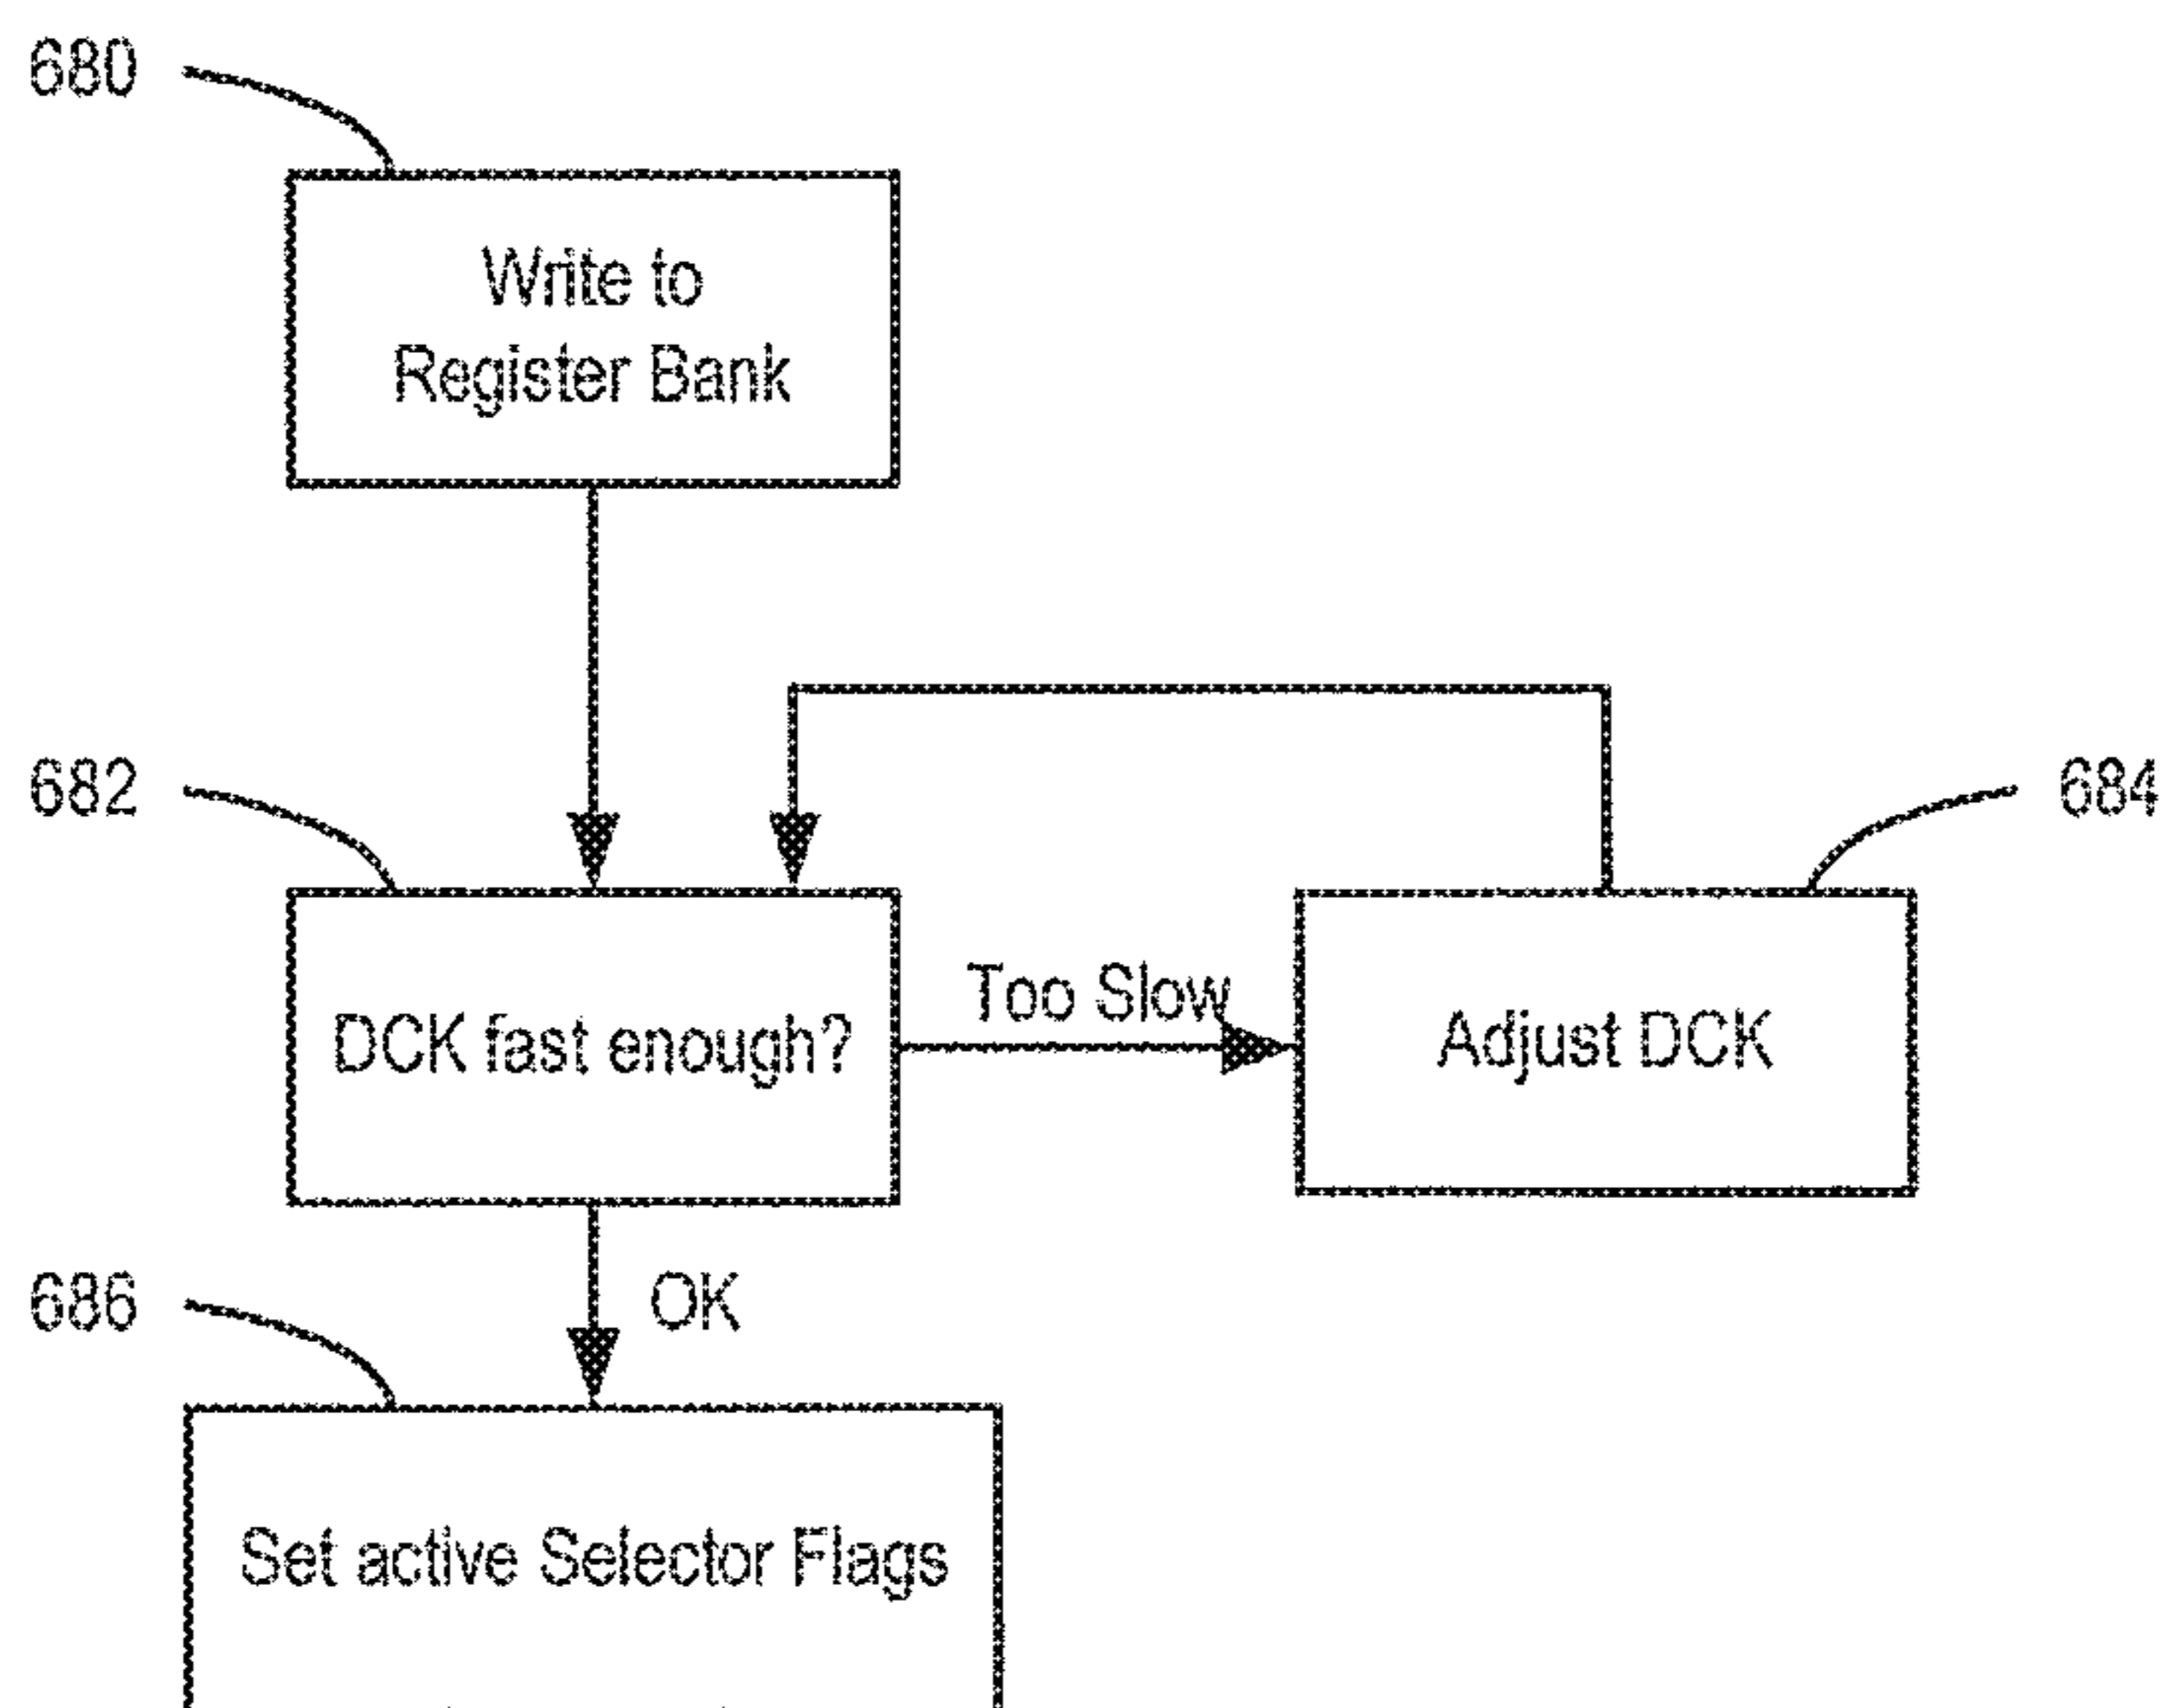 680
Write to
Register Bank
682
684
Too Slow
DCK fast enough?
Adjust DCK
686
OK
Set active Selector Flags